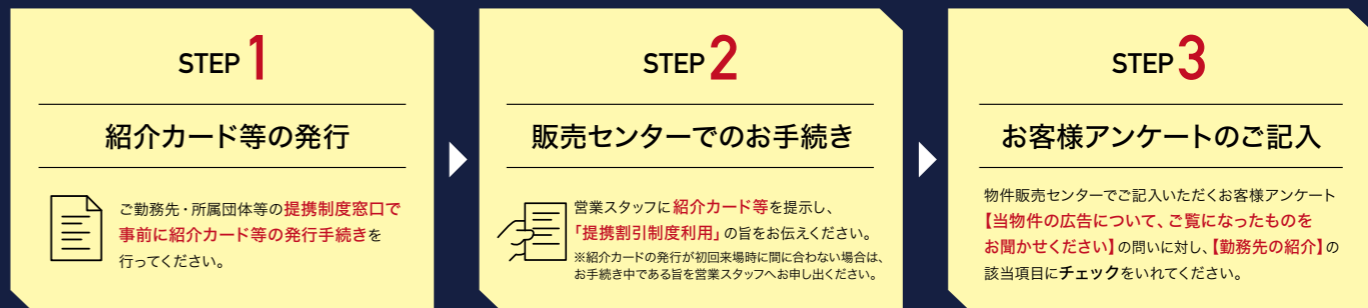 STEP 1
紹介カード等の発行
ご勤務先・所属団体等の提携制度窓口で
事前に紹介カード等の発行手続きを
行ってください。
STEP 2
販売センターでのお手続き
営業スタッフに紹介カード等を提示し、
「提携割引制度利用」の旨をお伝えください。
※紹介カードの発行が初回来場時に間に合わない場合は、
お手続き中である旨を営業スタッフへお申し出ください。
STEP 3
お客様アンケートのご記入
物件販売センターでご記入いただくお客様アンケート
【当物件の広告について、ご覧になったものを
お聞かせください】の問いに対し、【勤務先の紹介】の
該当項目にチェックをいれてください。